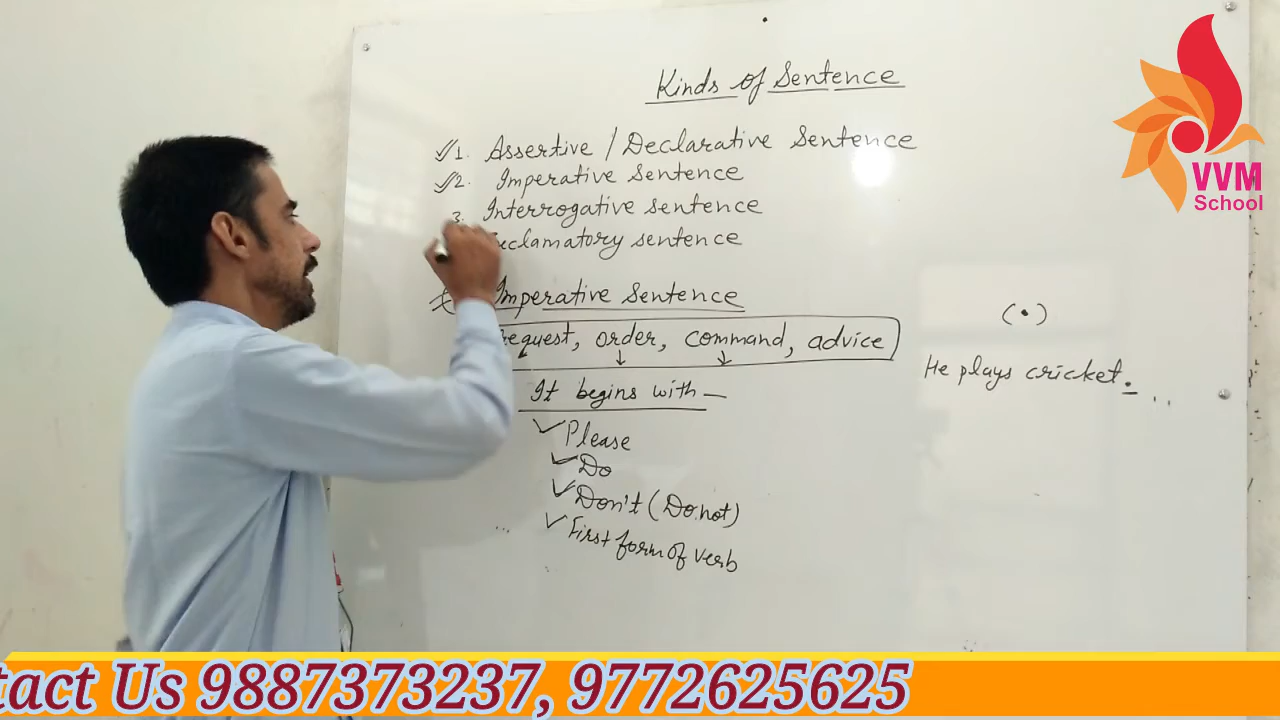 Kinds of Sentence
1. Assertive / Declarative Sentence
2. Imperative Sentence
3. Interrogative sentence
Exclamatory sentence
Imperative Sentence
request, order, command, advice
It begins with —
Please
Do
Don't (Do not)
First form of verb
(.)
He plays cricket.
VVM
School
tact Us 9887373237, 9772625625